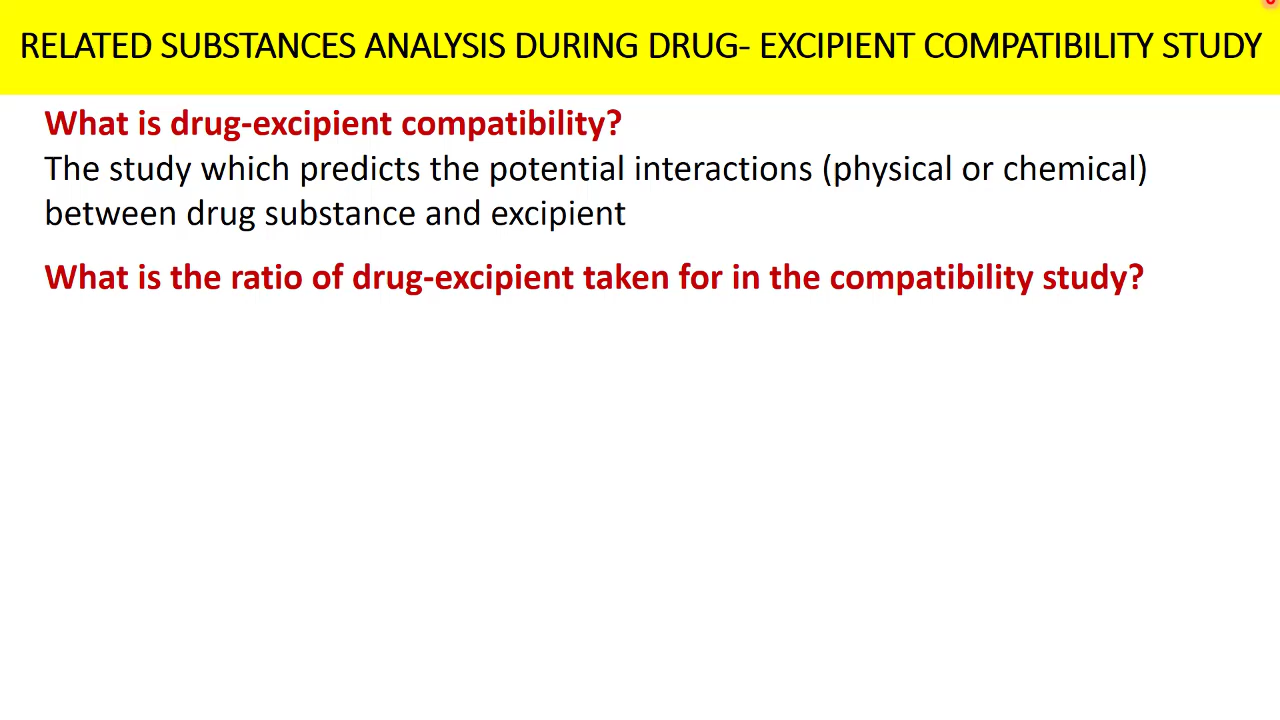 RELATED SUBSTANCES ANALYSIS DURING DRUG- EXCIPIENT COMPATIBILITY STUDY
What is drug-excipient compatibility?
The study which predicts the potential interactions (physical or chemical)
between drug substance and excipient
What is the ratio of drug-excipient taken for in the compatibility study?